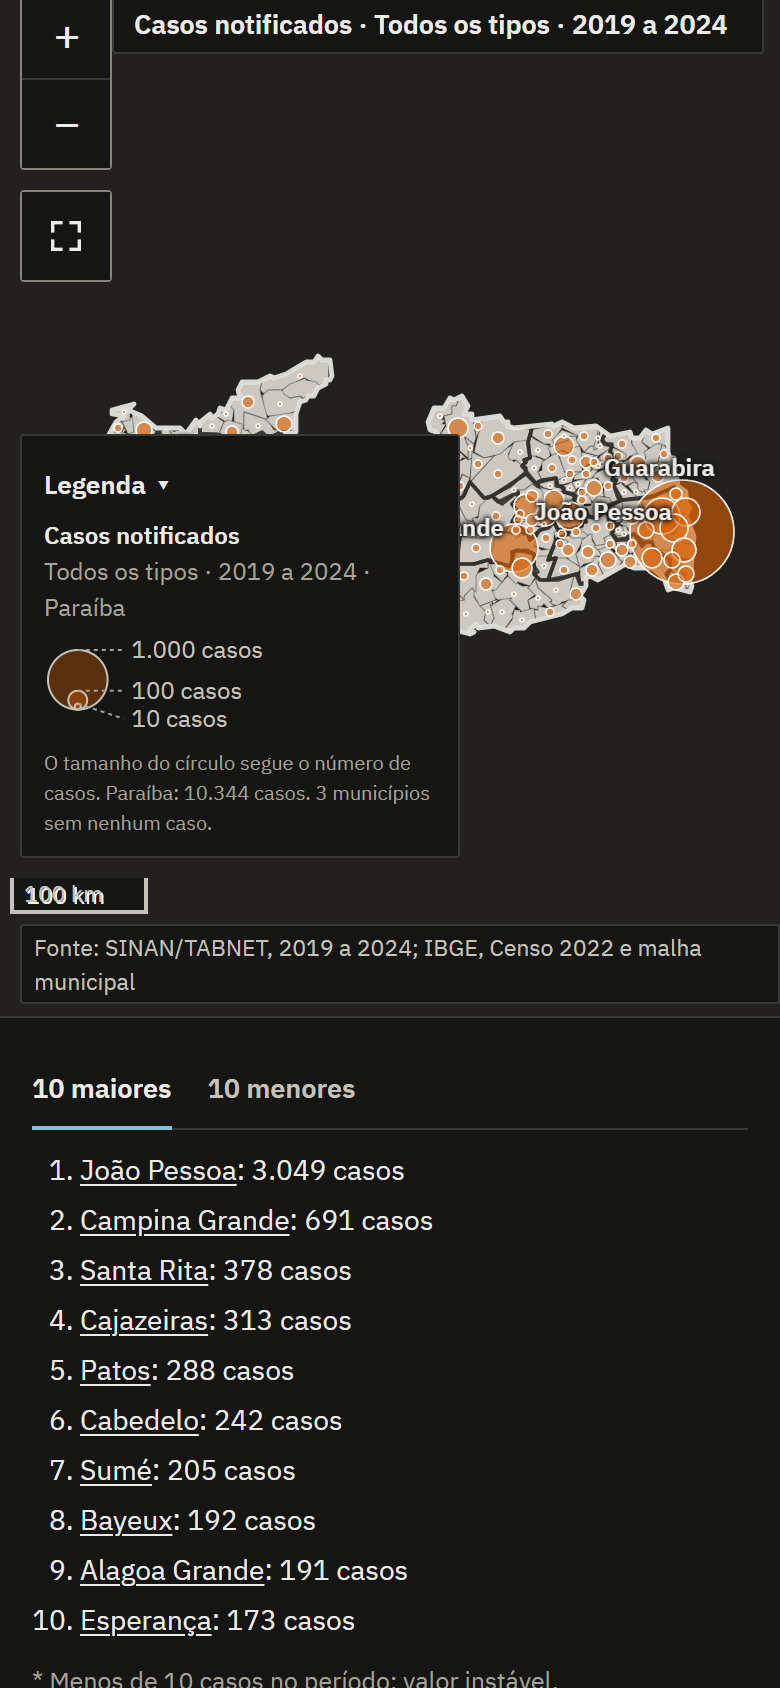 +
Casos notificados · Todos os tipos · 2019 a 2024
−
Guarabira
João Pessoa
nde
Legenda ▼
Casos notificados
Todos os tipos · 2019 a 2024 ·
Paraíba
1.000 casos
100 casos
10 casos
O tamanho do círculo segue o número de
casos. Paraíba: 10.344 casos. 3 municípios
sem nenhum caso.
100 km
Fonte: SINAN/TABNET, 2019 a 2024; IBGE, Censo 2022 e malha
municipal
10 maiores 10 menores
1. João Pessoa: 3.049 casos
2. Campina Grande: 691 casos
3. Santa Rita: 378 casos
4. Cajazeiras: 313 casos
5. Patos: 288 casos
6. Cabedelo: 242 casos
7. Sumé: 205 casos
8. Bayeux: 192 casos
9. Alagoa Grande: 191 casos
10. Esperança: 173 casos
* Menos de 10 casos no período: valor instável.